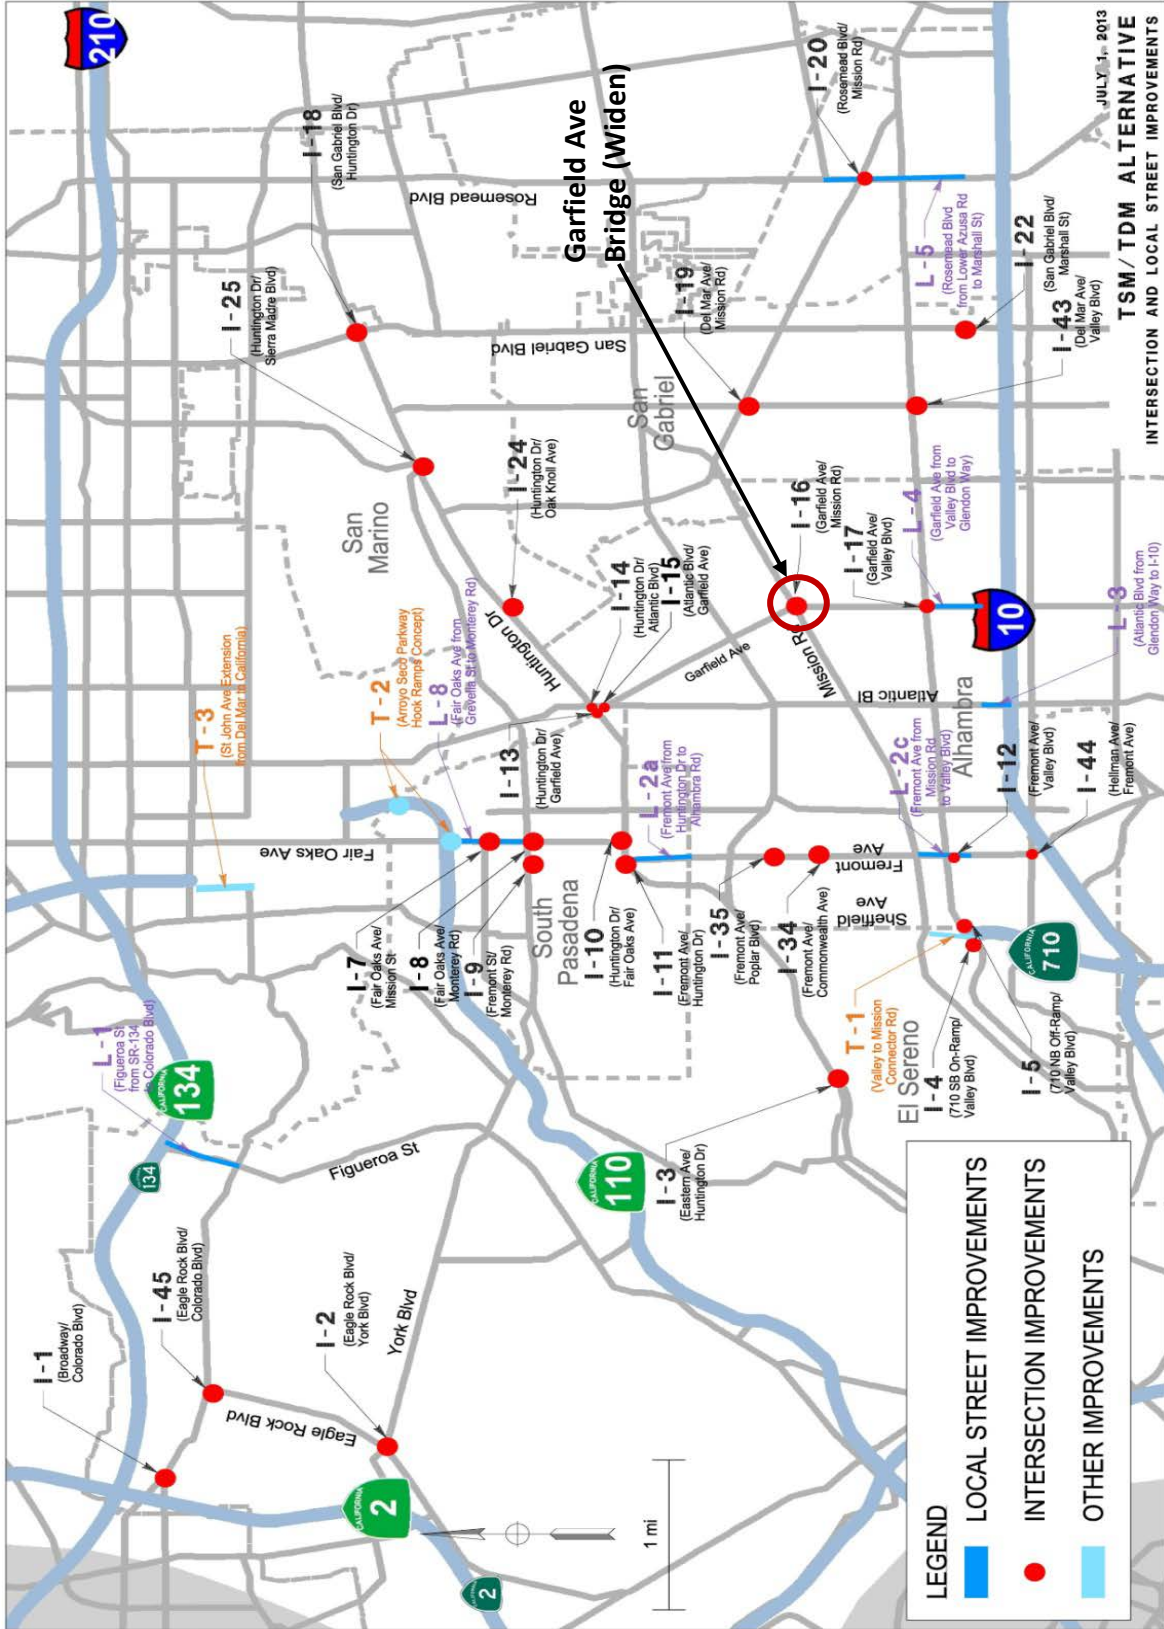 210
I-18
(San Gabriel Blvd/
Huntington Dr)
I-25
(Huntington Dr/
Sierra Madre Blvd)
Rosemead Blvd
Garfield Ave
Bridge (Widen)
I-20
(Rosemead Blvd/
Mission Rd)
I-19
(Del Mar Ave/
Mission Rd)
San Gabriel Blvd
L-5
(Rosemead Blvd
from Lower Azusa Rd
to Marshall St)
I-22
(San Gabriel Blvd/
Marshall St)
I-43
(Del Mar Ave/
Valley Blvd)
San
Gabriel
San
Marino
I-24
(Huntington Dr/
Oak Knoll Ave)
I-16
(Garfield Ave/
Mission Rd)
I-17
(Garfield Ave/
Valley Blvd)
L-4
(Garfield Ave from
Valley Blvd to
Glendon Way)
10
L-3
(Atlantic Blvd from
Glendon Way to I-10)
I-14
(Huntington Dr/
Atlantic Blvd)
I-15
(Atlantic Blvd/
Garfield Ave)
Huntington Dr
Garfield Ave
Mission Rd
Atlantic Bl
Alhambra
T-3
(St John Ave Extension
from Del Mar to California)
T-2
(Arroyo Seco Parkway
Hook Ramps Concept)
L-8
(Fair Oaks Ave from
Grevelia St to Monterey Rd)
I-13
(Huntington Dr/
Garfield Ave)
L-2a
(Fremont Ave from
Huntington Dr to
Alhambra Rd)
L-2c
(Fremont Ave from
Mission Rd
to Valley Blvd)
I-12
(Fremont Ave/
Valley Blvd)
I-44
(Hellman Ave/
Fremont Ave)
Fair Oaks Ave
Fremont
Ave
Sheffield
Ave
I-7
(Fair Oaks Ave/
Mission St
I-8
(Fair Oaks Ave/
Monterey Rd)
I-9
(Fremont St/
Monterey Rd)
South
Pasadena
I-10
(Huntington Dr/
Fair Oaks Ave)
I-11
(Fremont Ave/
Huntington Dr)
I-35
(Fremont Ave/
Poplar Blvd)
I-34
(Fremont Ave/
Commonwealth Ave)
CALIFORNIA
710
T-1
(Valley to Mission
Connector Rd)
El Sereno
I-4
(710 SB On-Ramp/
Valley Blvd)
I-5
(710 NB Off-Ramp/
Valley Blvd)
L-1
(Figueroa St
from SR-134
to Colorado Blvd)
CALIFORNIA
134
134
Figueroa St
CALIFORNIA
110
I-3
(Eastern Ave/
Huntington Dr)
I-1
(Broadway/
Colorado Blvd)
I-45
(Eagle Rock Blvd/
Colorado Blvd)
I-2
(Eagle Rock Blvd/
York Blvd)
York Blvd
Eagle Rock Blvd
CALIFORNIA
2
2
1 mi
LEGEND
LOCAL STREET IMPROVEMENTS
INTERSECTION IMPROVEMENTS
OTHER IMPROVEMENTS
JULY 1, 2013
TSM/TDM ALTERNATIVE
INTERSECTION AND LOCAL STREET IMPROVEMENTS